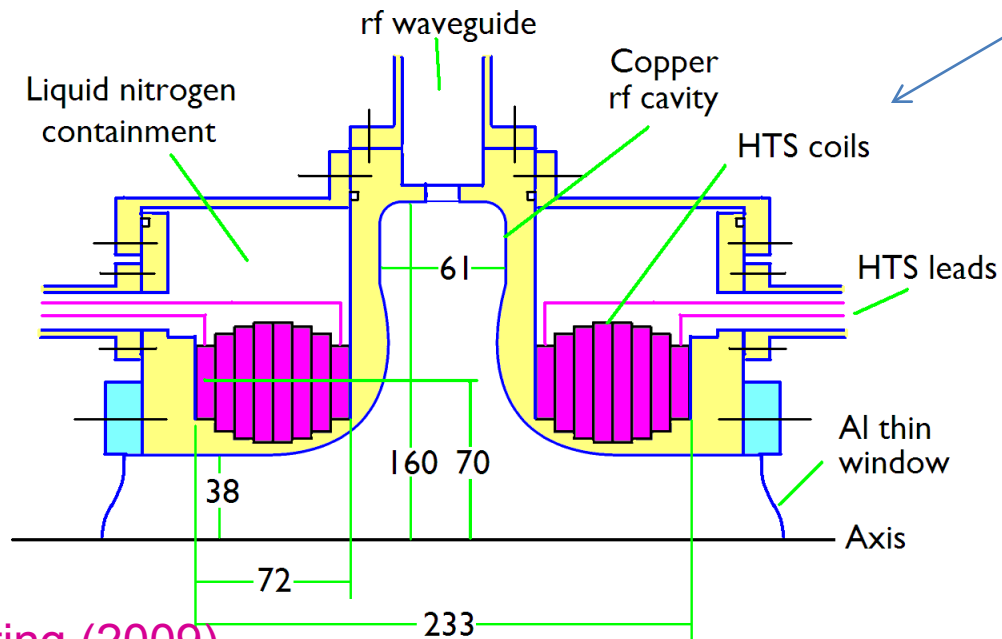 rf waveguide
Copper
rf cavity
Liquid nitrogen
containment
HTS coils
61
HTS leads
Al thin
window
160 70
38
Axis
72
233
(2009)